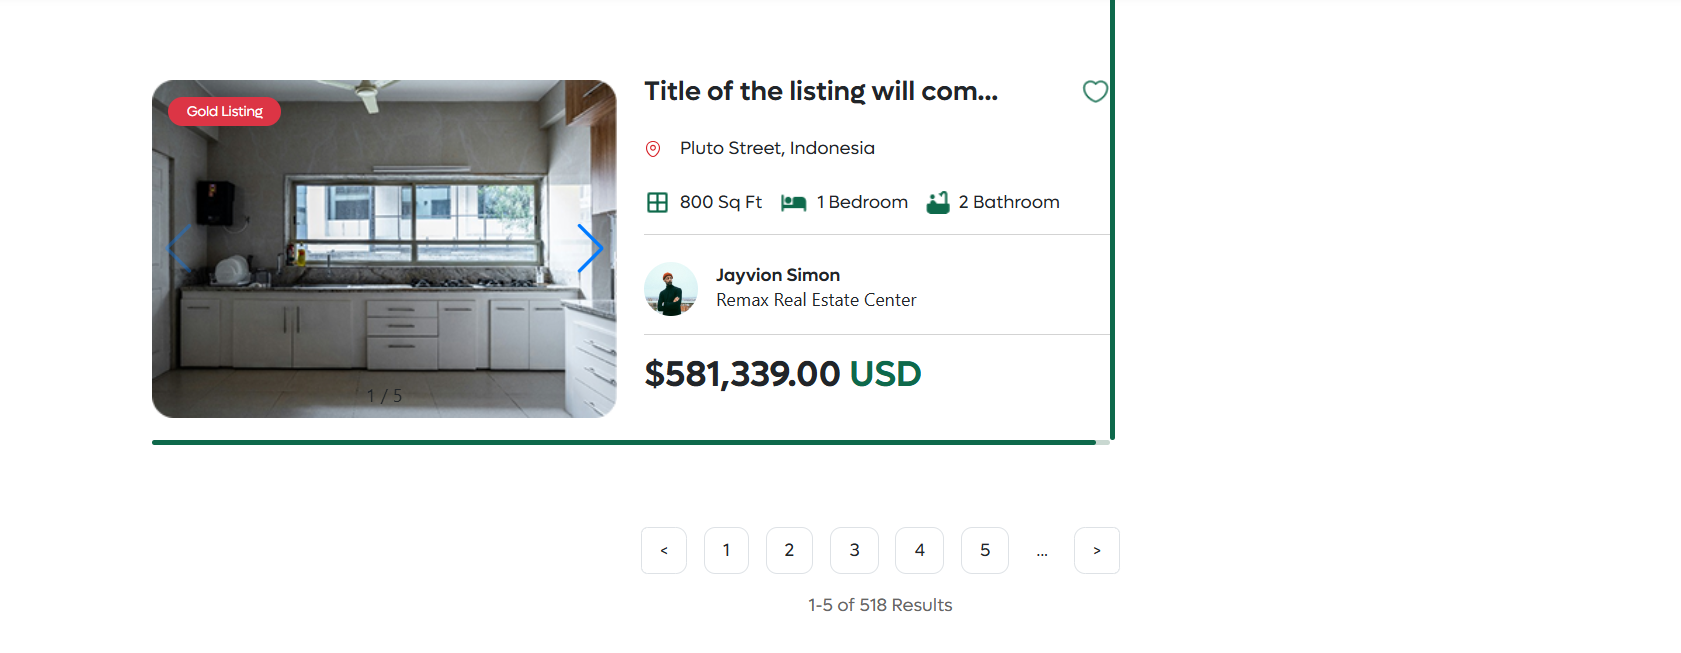 Gold Listing
1 / 5
Title of the listing will com...
Pluto Street, Indonesia
800 Sq Ft 1 Bedroom 2 Bathroom
Jayvion Simon
Remax Real Estate Center
$581,339.00 USD
< 1 2 3 4 5 ... >
1-5 of 518 Results